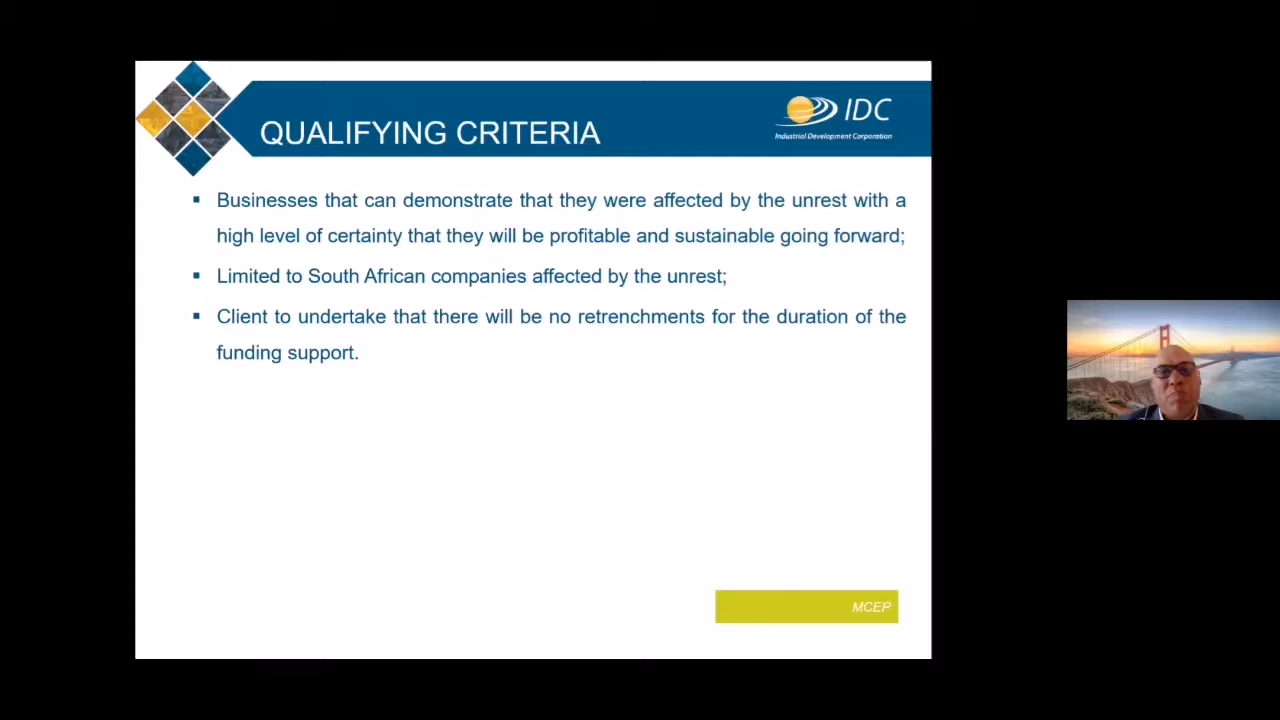 QUALIFYING CRITERIA
IDC
Industrial Development Corporation
▪ Businesses that can demonstrate that they were affected by the unrest with a
high level of certainty that they will be profitable and sustainable going forward;
▪ Limited to South African companies affected by the unrest;
▪ Client to undertake that there will be no retrenchments for the duration of the
funding support.
MCEP